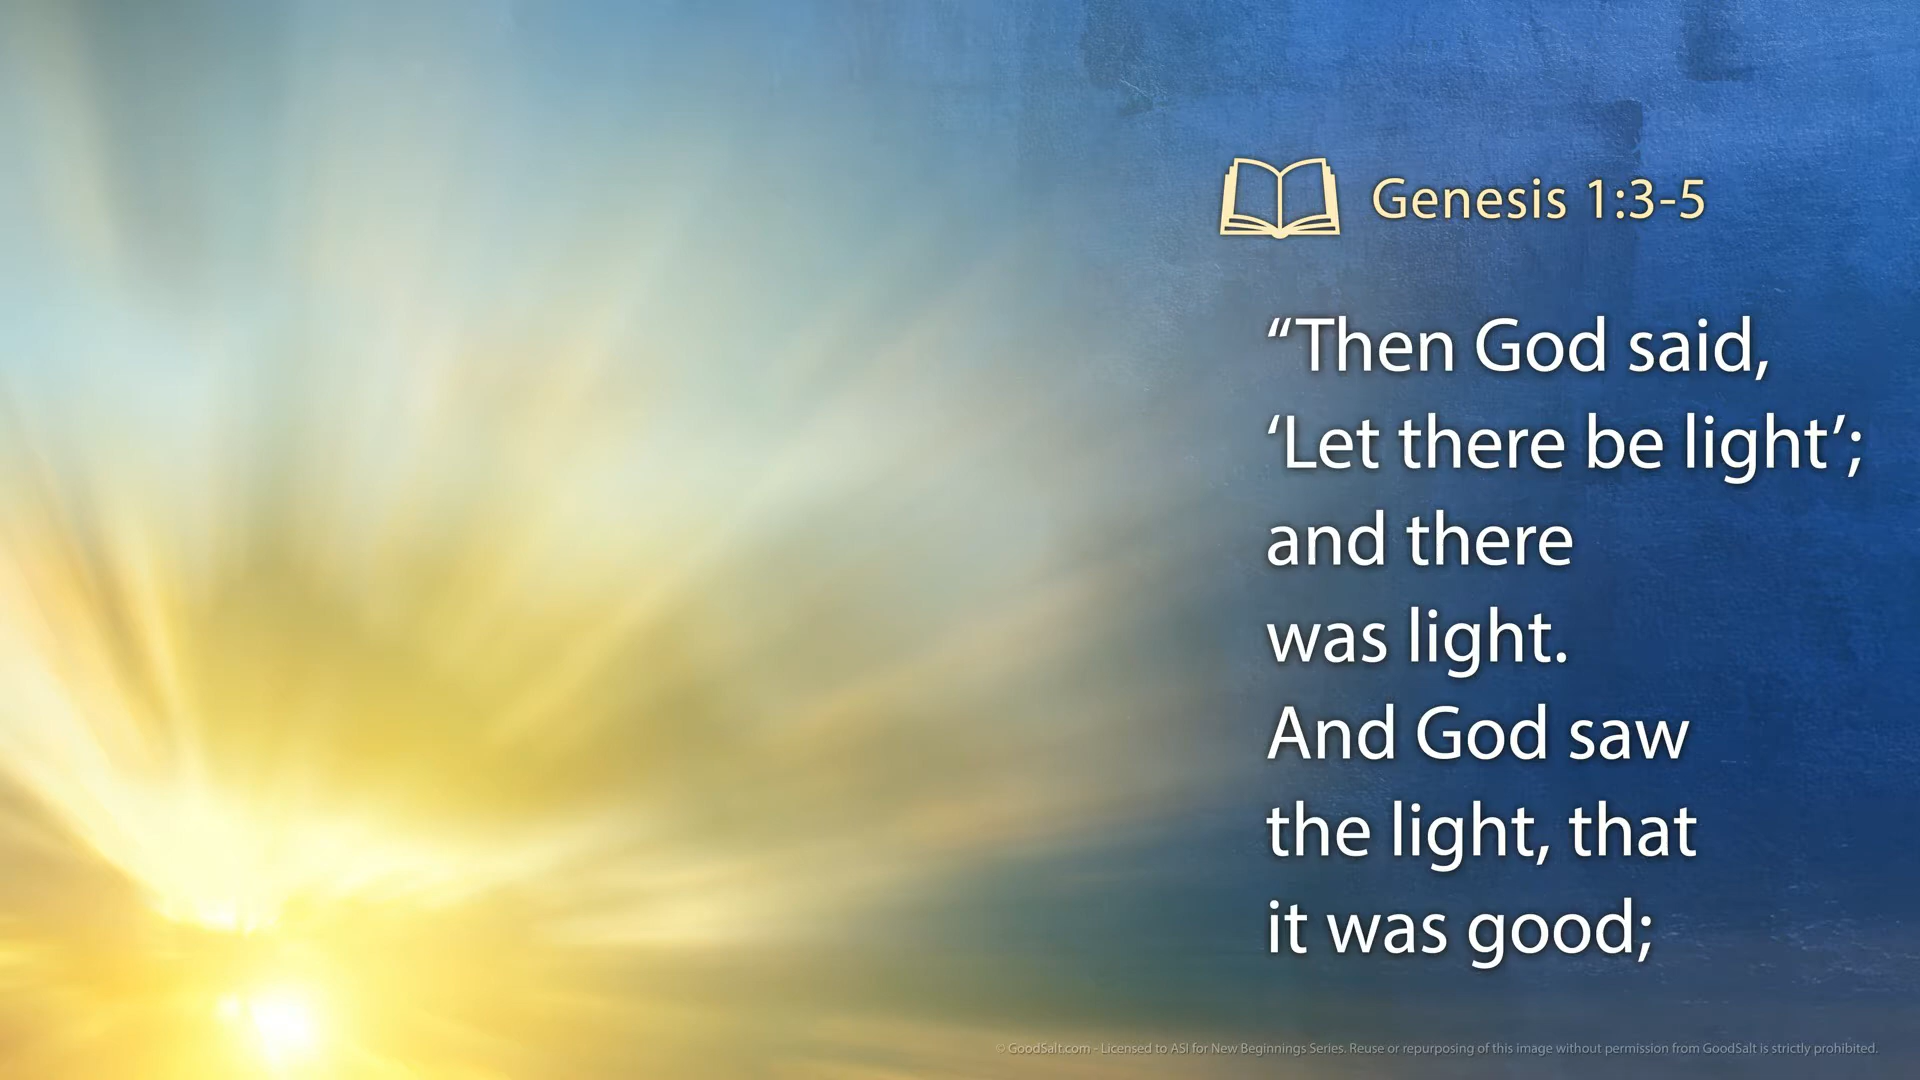 Genesis 1:3-5
“Then God said,
‘Let there be light’;
and there
was light.
And God saw
the light, that
it was good;
© GoodSalt.com - Licensed to ASI for New Beginnings Series. Reuse or repurposing of this image without permission from GoodSalt is strictly prohibited.